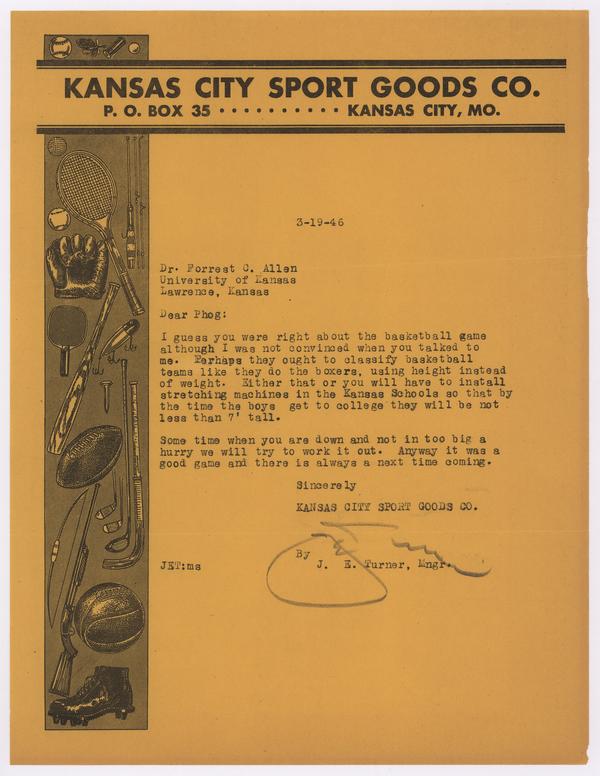 KANSAS CITY SPORT GOODS CO.
P. O. BOX 35 · · · · · · · · · · KANSAS CITY, MO.
3-19-46
Dr. Forrest C. Allen
University of Kansas
Lawrence, Kansas
Dear Phog:
I guess you were right about the basketball game
although I was not convinced when you talked to
me. Perhaps they ought to classify basketball
teams like they do the boxers, using height instead
of weight. Either that or you will have to install
stretching machines in the Kansas Schools so that by
the time the boys get to college they will be not
less than 7' tall.
Some time when you are down and not in too big a
hurry we will try to work it out. Anyway it was a
good game and there is always a next time coming.
Sincerely
KANSAS CITY SPORT GOODS CO.
By
J. E. Turner, Mngr.
JET:ms